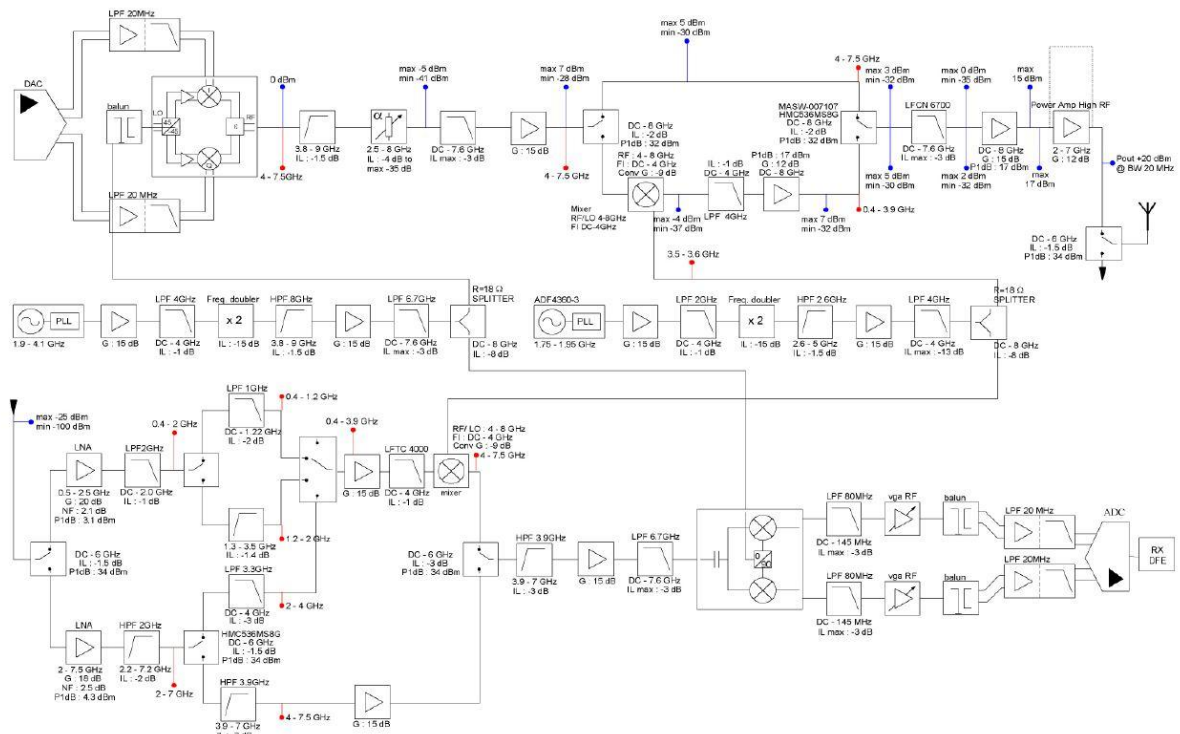 LPF 20MHz
DAC
balun
LO
45
-45
I
Q
RF
LPF 20 MHz
0 dBm
4 - 7.5GHz
3.8 - 9 GHz
IL : -1.5 dB
α
2.5 - 8 GHz
IL : -4 dB to
max -35 dB
max -5 dBm
min -41 dBm
DC - 7.6 GHz
IL max : -3 dB
G : 15 dB
max 7 dBm
min -28 dBm
4 - 7.5 GHz
max 5 dBm
min -30 dBm
DC - 8 GHz
IL : -2 dB
P1dB : 32 dBm
RF : 4 - 8 GHz
FI : DC - 4 GHz
Conv G : -9 dB
Mixer
RF/LO 4-8GHz
FI DC-4GHz
max -4 dBm
min -37 dBm
IL : -1 dB
DC - 4 GHz
LPF 4GHz
P1dB : 17 dBm
G : 12 dB
DC - 8 GHz
max 7 dBm
min -32 dBm
0.4 - 3.9 GHz
4 - 7.5 GHz
MASW-007107
HMC536MS8G
DC - 8 GHz
IL : -2 dB
P1dB : 32 dBm
max 3 dBm
min -32 dBm
max 5 dBm
min -30 dBm
max 0 dBm
min -35 dBm
LFCN 6700
DC - 7.6GHz
IL max : -3 dB
max 2 dBm
min -32 dBm
max
15 dBm
DC - 8 GHz
G : 15 dB
P1dB : 17 dBm
max
17 dBm
Power Amp High RF
2 - 7 GHz
G : 12 dB
Pout +20 dBm
@ BW 20 MHz
DC - 6 GHz
IL : -1.5 dB
P1dB : 34 dBm
3.5 - 3.6 GHz
PLL
1.9 - 4.1 GHz
G : 15 dB
LPF 4GHz
DC - 4 GHz
IL : -1 dB
Freq. doubler
x 2
IL : -15 dB
HPF 8GHz
3.8 - 9 GHz
IL : -1.5 dB
G : 15 dB
LPF 6.7GHz
DC - 7.6 GHz
IL max : -3 dB
R=18 Ω
SPLITTER
DC - 8 GHz
IL : -8 dB
ADF4360-3
PLL
1.75 - 1.95 GHz
G : 15 dB
LPF 2GHz
DC - 4 GHz
IL : -1 dB
Freq. doubler
x 2
IL : -15 dB
HPF 2.6GHz
2.6 - 5 GHz
IL : -1.5 dB
G : 15 dB
LPF 4GHz
DC - 4 GHz
IL max : -13 dB
R=18 Ω
SPLITTER
DC - 8 GHz
IL : -8 dB
max -25 dBm
min -100 dBm
LNA
0.5 - 2.5 GHz
G : 20 dB
NF : 2.1 dB
P1dB : 3.1 dBm
LPF2GHz
DC - 2.0 GHz
IL : -1 dB
0.4 - 2 GHz
LPF 1GHz
DC - 1.22 GHz
IL : -2 dB
0.4 - 1.2 GHz
1.3 - 3.5 GHz
IL : -1.4 dB
1.2 - 2 GHz
0.4 - 3.9 GHz
G : 15 dB
LFTC 4000
DC - 4 GHz
IL : -1 dB
RF/ LO : 4 - 8 GHz
FI : DC - 4 GHz
Conv G : -9 dB
mixer
4 - 7.5 GHz
DC - 6 GHz
IL : -1.5 dB
P1dB : 34 dBm
LNA
2 - 7.5 GHz
G : 18 dB
NF : 2.5 dB
P1dB : 4.3 dBm
HPF 2GHz
2.2 - 7.2 GHz
IL : -2 dB
2 - 7 GHz
LPF 3.3GHz
DC - 4 GHz
IL : -3 dB
2 - 4 GHz
HMC536MS8G
DC - 6 GHz
IL : -1.5 dB
P1dB : 34 dBm
HPF 3.9GHz
3.9 - 7 GHz
4 - 7.5 GHz
G : 15 dB
DC - 6 GHz
IL : -3 dB
P1dB : 34 dBm
HPF 3.9GHz
3.9 - 7 GHz
IL : -3 dB
G : 15 dB
LPF 6.7GHz
DC - 7.6 GHz
IL max : -3 dB
0
90
LPF 80MHz
DC - 145 MHz
IL max : -3 dB
vga RF
balun
LPF 20 MHz
ADC
LPF 80MHz
DC - 145 MHz
IL max : -3 dB
vga RF
balun
LPF 20MHz
RX
DFE